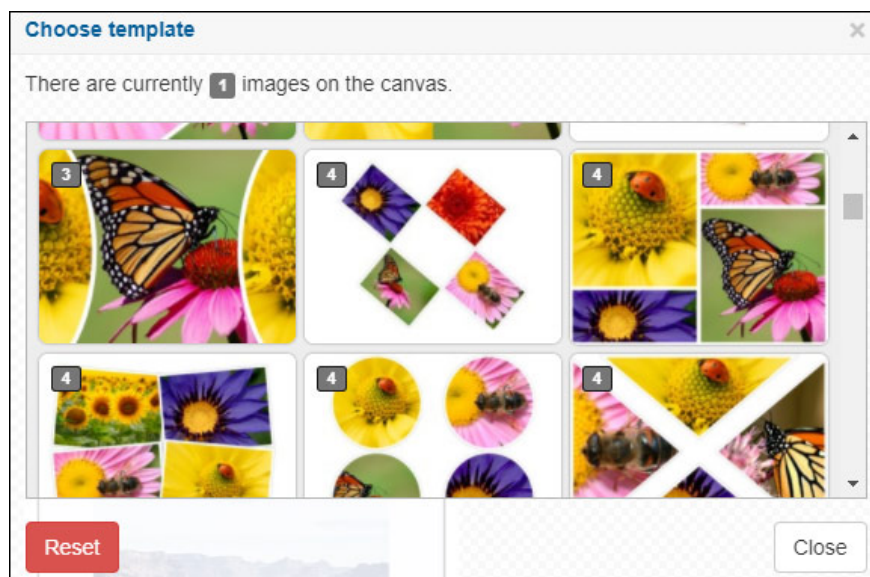 Choose template ×
There are currently 1 images on the canvas.
3 4 4
4 4 4
Reset Close